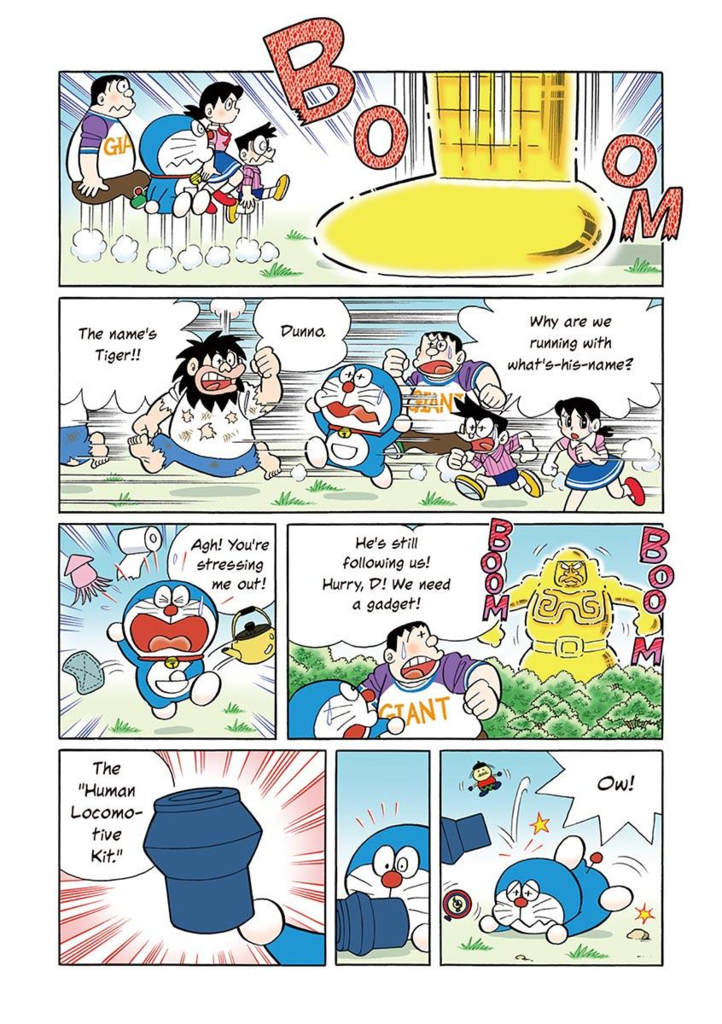 BOOM
GIA
The name's
Tiger!!
Dunno.
Why are we
running with
what's-his-name?
GIANT
Agh! You're
stressing
me out!
He's still
following us!
Hurry, D! We need
a gadget!
BOOM
BOOM
GIANT
The
"Human
Locomo-
tive
Kit."
Ow!